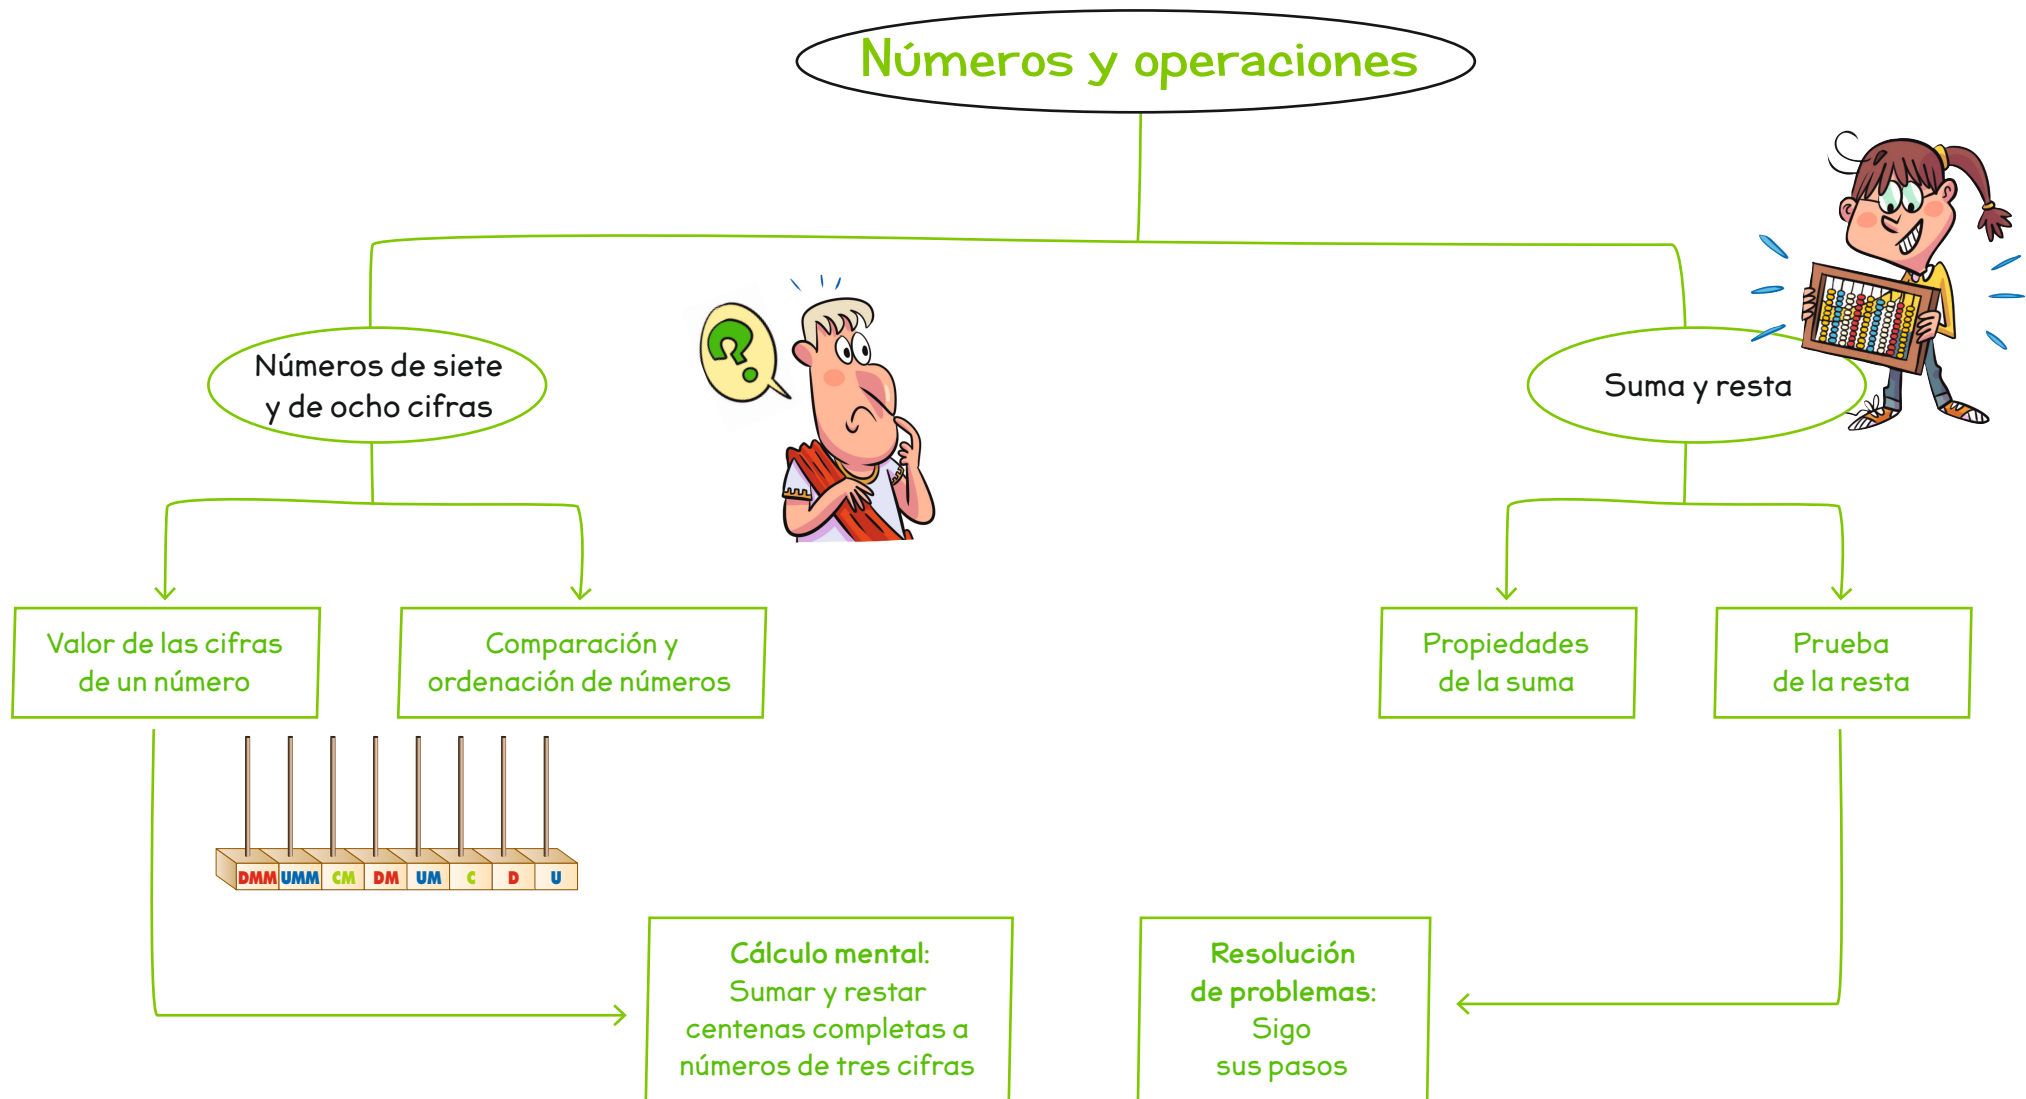 Números y operaciones
Números de siete
y de ocho cifras
Suma y resta
Valor de las cifras
de un número
Comparación y
ordenación de números
Propiedades
de la suma
Prueba
de la resta
DMM UMM CM DM UM C D U
Cálculo mental:
Sumar y restar
centenas completas a
números de tres cifras
Resolución
de problemas:
Sigo
sus pasos